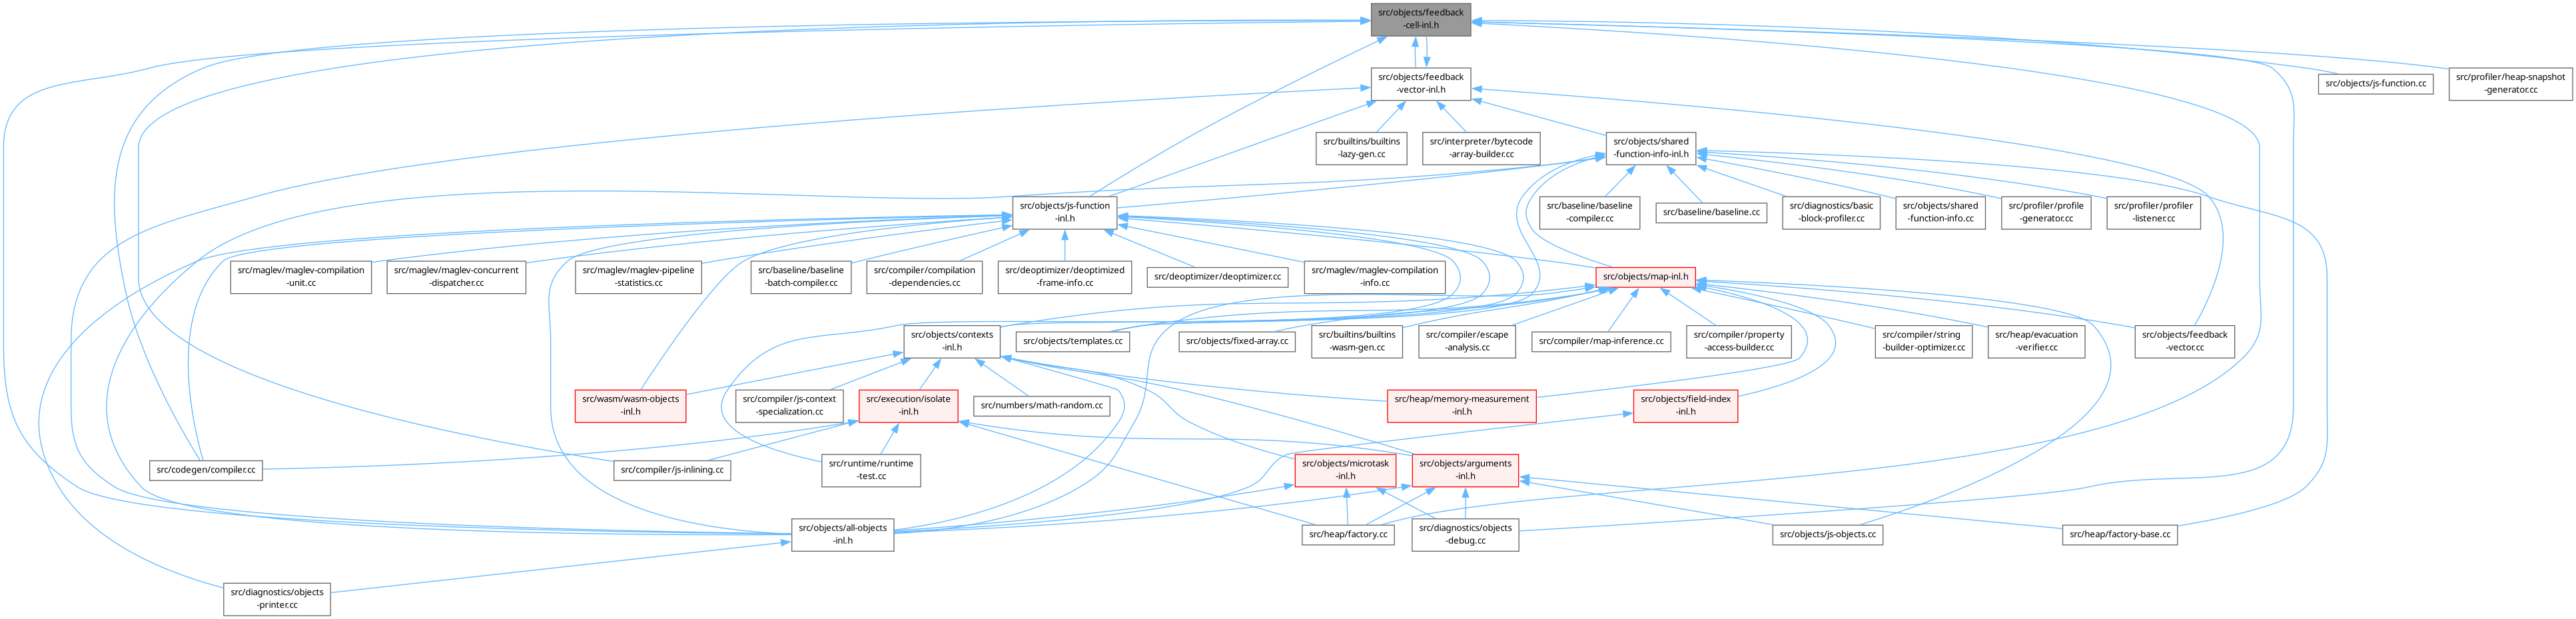 src/objects/feedback
-cell-inl.h
src/objects/feedback
-vector-inl.h
src/objects/js-function.cc
src/profiler/heap-snapshot
-generator.cc
src/builtins/builtins
-lazy-gen.cc
src/interpreter/bytecode
-array-builder.cc
src/objects/shared
-function-info-inl.h
src/objects/js-function
-inl.h
src/baseline/baseline
-compiler.cc
src/baseline/baseline.cc
src/diagnostics/basic
-block-profiler.cc
src/objects/shared
-function-info.cc
src/profiler/profile
-generator.cc
src/profiler/profiler
-listener.cc
src/maglev/maglev-compilation
-unit.cc
src/maglev/maglev-concurrent
-dispatcher.cc
src/maglev/maglev-pipeline
-statistics.cc
src/baseline/baseline
-batch-compiler.cc
src/compiler/compilation
-dependencies.cc
src/deoptimizer/deoptimized
-frame-info.cc
src/deoptimizer/deoptimizer.cc
src/maglev/maglev-compilation
-info.cc
src/objects/map-inl.h
src/objects/contexts
-inl.h
src/objects/templates.cc
src/objects/fixed-array.cc
src/builtins/builtins
-wasm-gen.cc
src/compiler/escape
-analysis.cc
src/compiler/map-inference.cc
src/compiler/property
-access-builder.cc
src/compiler/string
-builder-optimizer.cc
src/heap/evacuation
-verifier.cc
src/objects/feedback
-vector.cc
src/wasm/wasm-objects
-inl.h
src/compiler/js-context
-specialization.cc
src/execution/isolate
-inl.h
src/numbers/math-random.cc
src/heap/memory-measurement
-inl.h
src/objects/field-index
-inl.h
src/codegen/compiler.cc
src/compiler/js-inlining.cc
src/runtime/runtime
-test.cc
src/objects/microtask
-inl.h
src/objects/arguments
-inl.h
src/objects/all-objects
-inl.h
src/heap/factory.cc
src/diagnostics/objects
-debug.cc
src/objects/js-objects.cc
src/heap/factory-base.cc
src/diagnostics/objects
-printer.cc